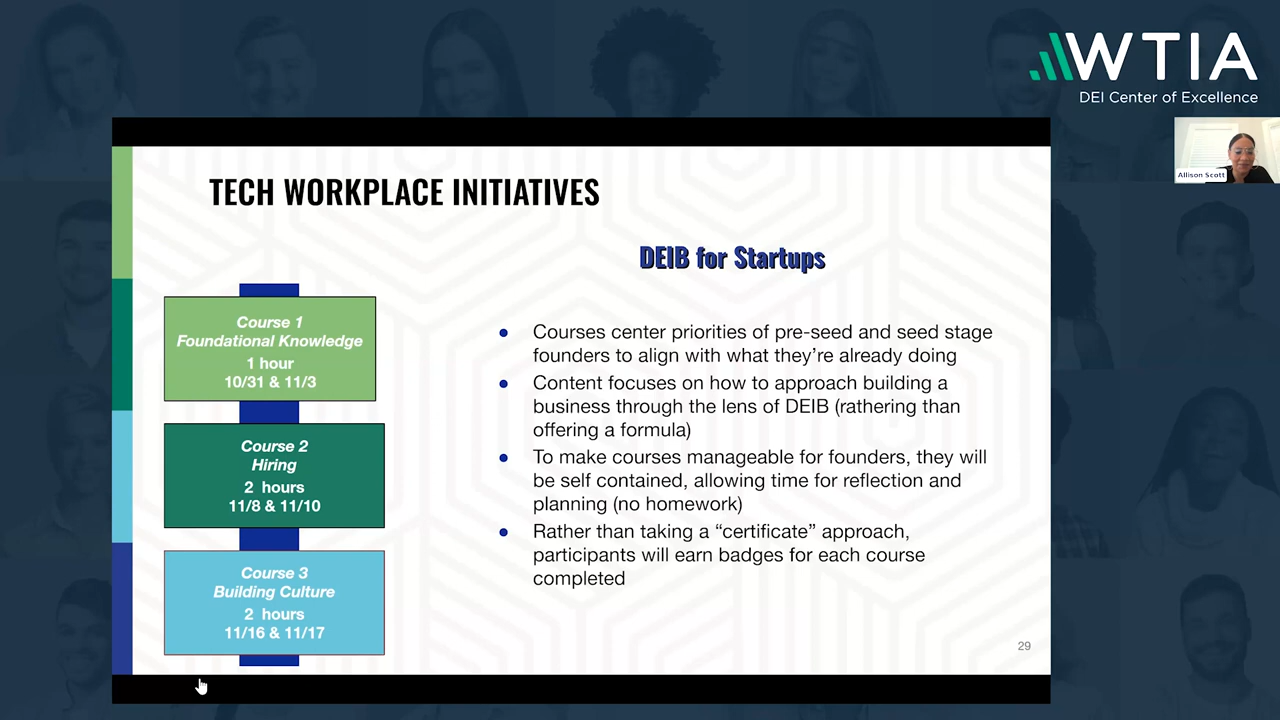 WTIA
DEI Center of Excellence
Allison Scott
TECH WORKPLACE INITIATIVES
DEIB for Startups
Course 1
Foundational Knowledge
1 hour
10/31 & 11/3
Course 2
Hiring
2 hours
11/8 & 11/10
Course 3
Building Culture
2 hours
11/16 & 11/17
● Courses center priorities of pre-seed and seed stage
founders to align with what they're already doing
● Content focuses on how to approach building a
business through the lens of DEIB (rathering than
offering a formula)
● To make courses manageable for founders, they will
be self contained, allowing time for reflection and
planning (no homework)
● Rather than taking a “certificate” approach,
participants will earn badges for each course
completed
29